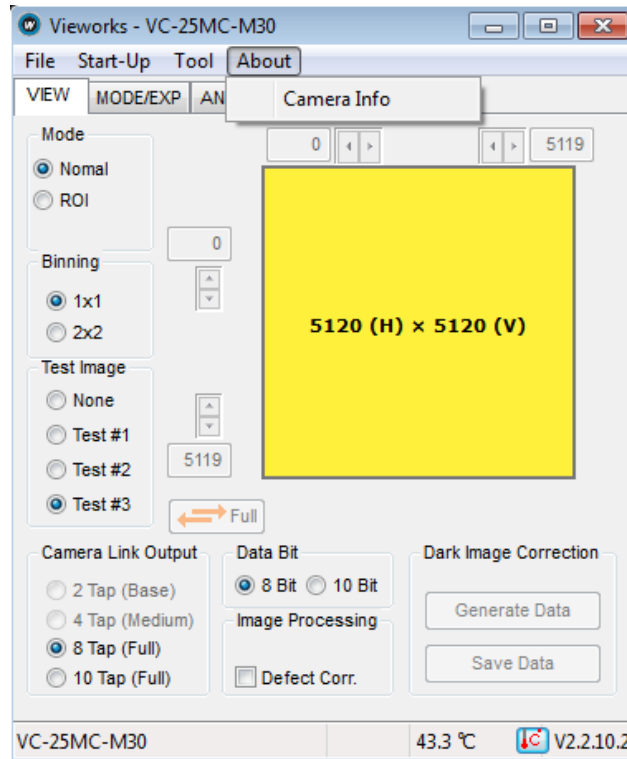 Vieworks - VC-25MC-M30
File Start-Up Tool About
VIEW MODE/EXP AN
Camera Info
Mode
Nomal
ROI
0
5119
0
Binning
1x1
2x2
5120 (H) × 5120 (V)
Test Image
None
Test #1
Test #2
Test #3
5119
Full
Camera Link Output
2 Tap (Base)
4 Tap (Medium)
8 Tap (Full)
10 Tap (Full)
Data Bit
8 Bit 10 Bit
Image Processing
Defect Corr.
Dark Image Correction
Generate Data
Save Data
VC-25MC-M30 43.3 ℃ V2.2.10.2